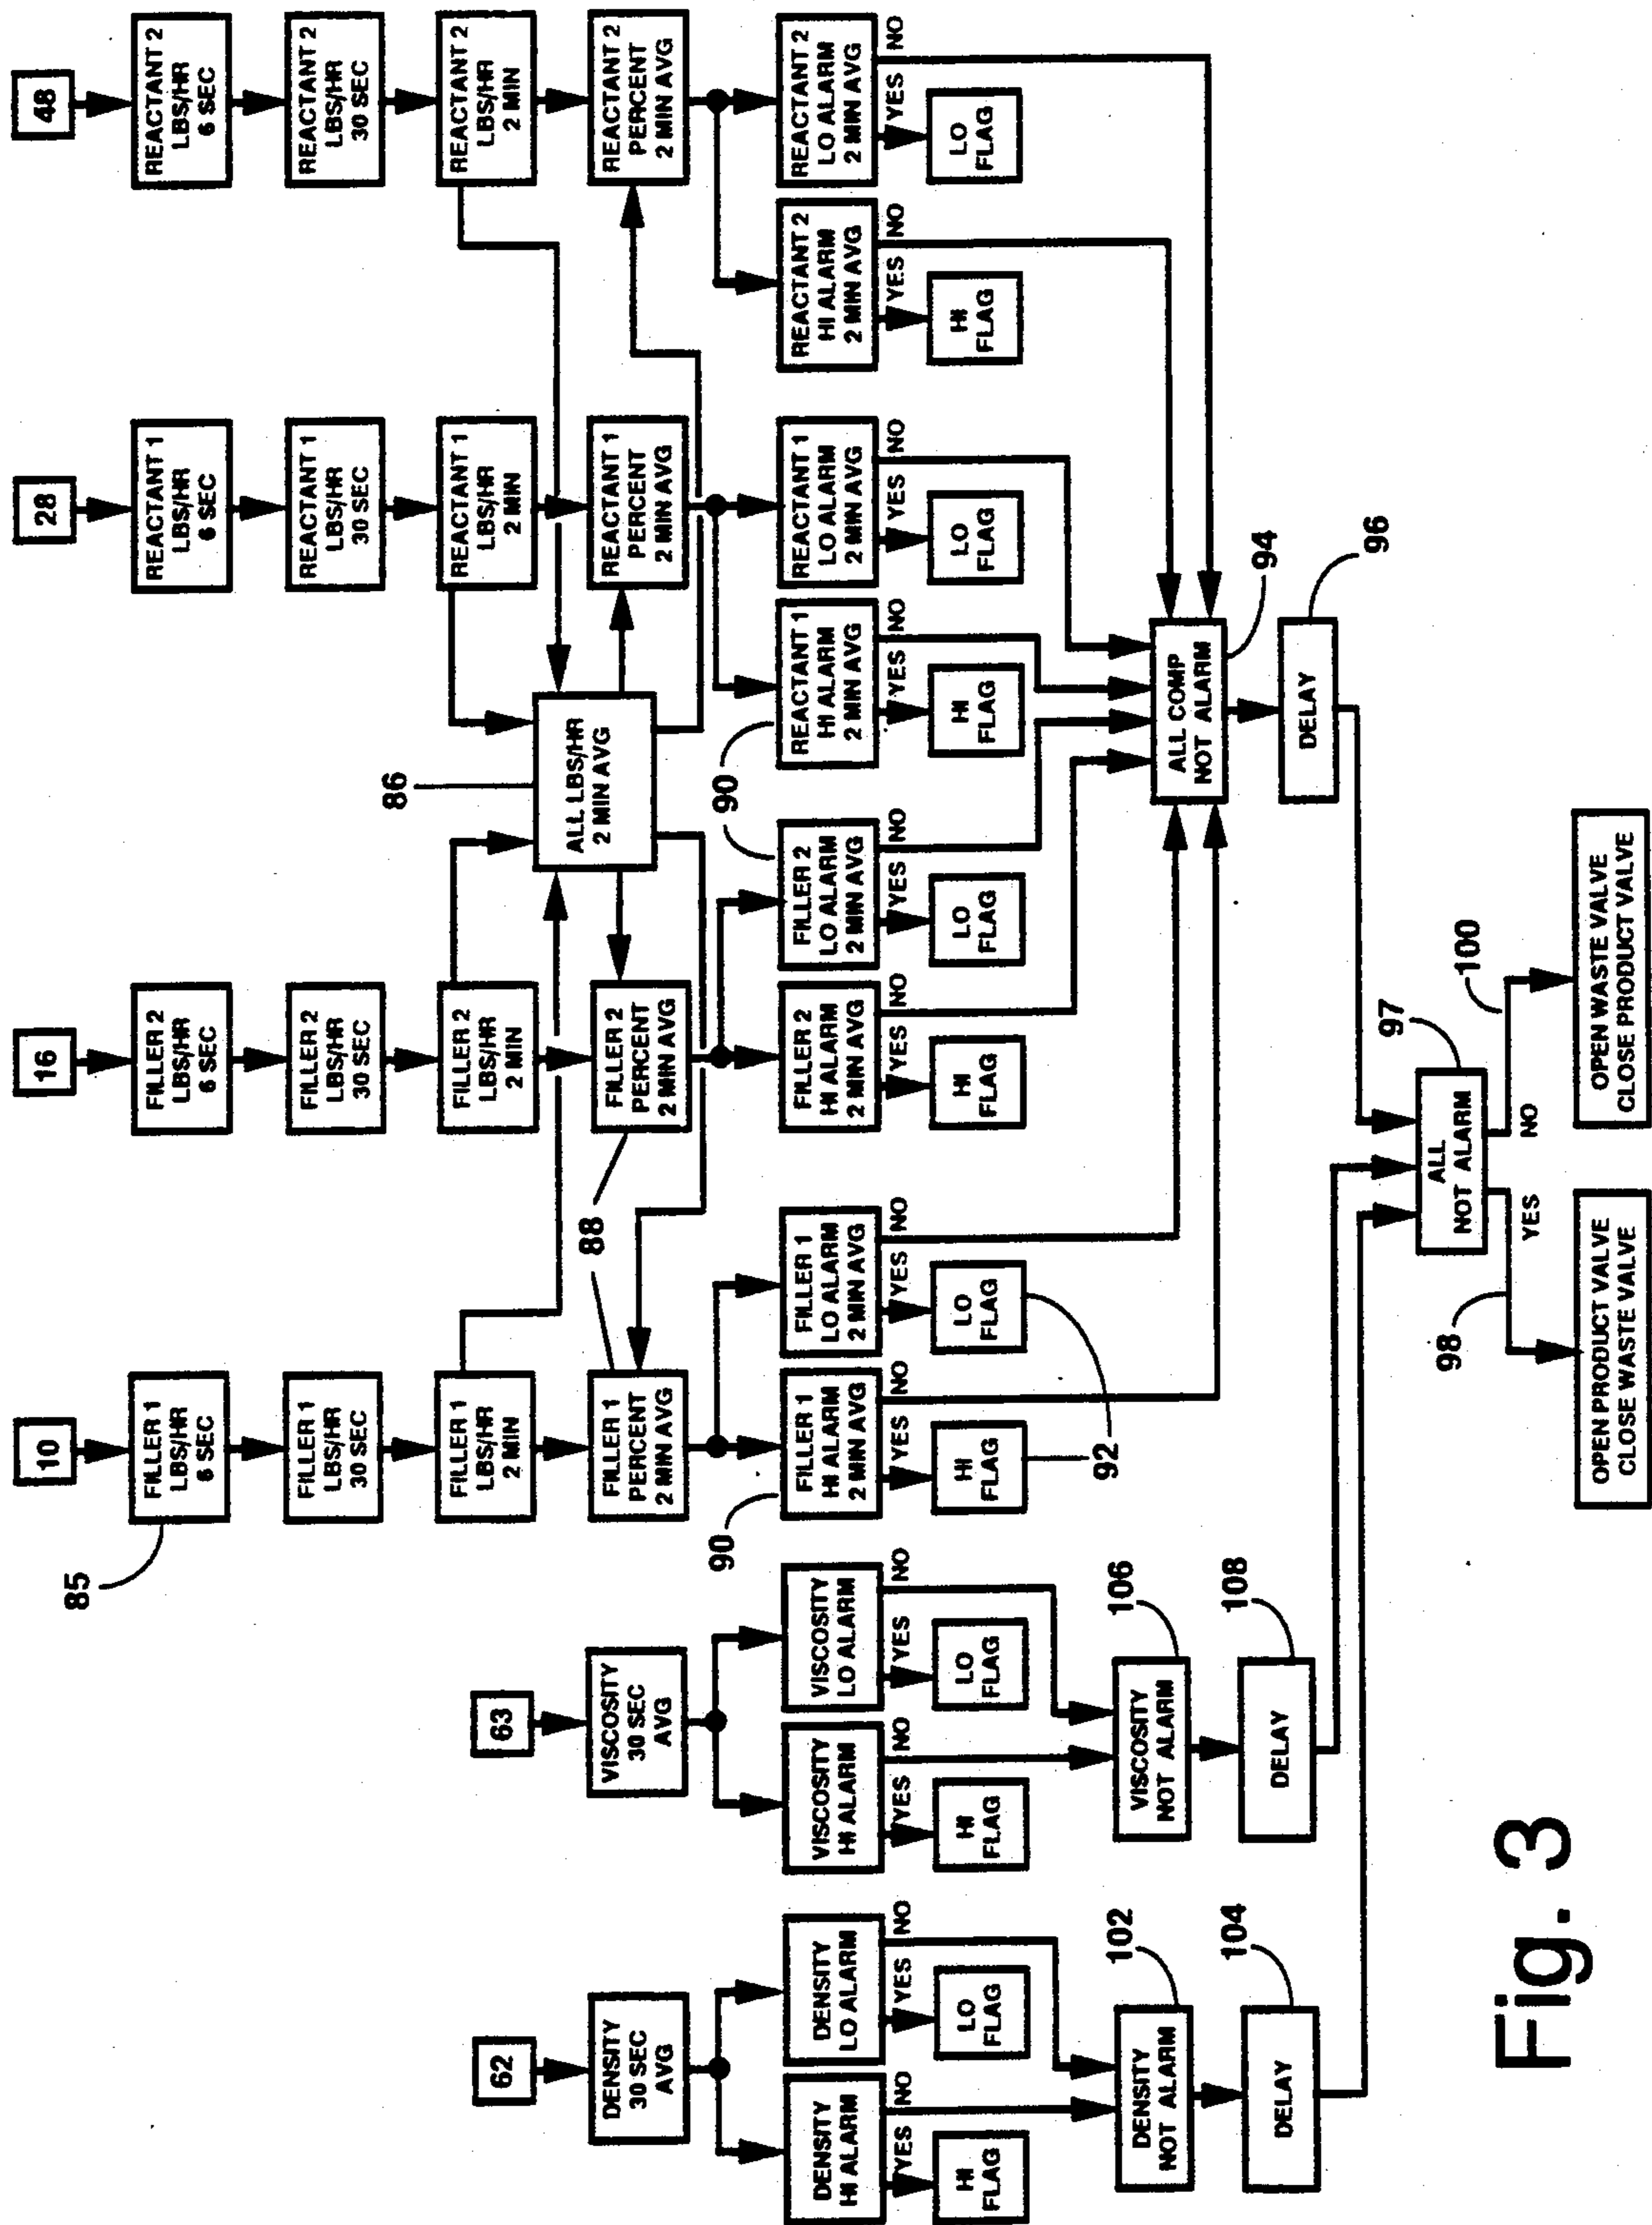 10
16
28
48
85
FILLER 1
LBS/HR
6 SEC
FILLER 2
LBS/HR
6 SEC
REACTANT 1
LBS/HR
6 SEC
REACTANT 2
LBS/HR
6 SEC
FILLER 1
LBS/HR
30 SEC
FILLER 2
LBS/HR
30 SEC
REACTANT 1
LBS/HR
30 SEC
REACTANT 2
LBS/HR
30 SEC
62
63
FILLER 1
LBS/HR
2 MIN
FILLER 2
LBS/HR
2 MIN
REACTANT 1
LBS/HR
2 MIN
REACTANT 2
LBS/HR
2 MIN
86
ALL LBS/HR
2 MIN AVG
DENSITY
30 SEC
AVG
VISCOSITY
30 SEC
AVG
88
FILLER 1
PERCENT
2 MIN AVG
FILLER 2
PERCENT
2 MIN AVG
REACTANT 1
PERCENT
2 MIN AVG
REACTANT 2
PERCENT
2 MIN AVG
90
90
DENSITY
HI ALARM
DENSITY
LO ALARM
VISCOSITY
HI ALARM
VISCOSITY
LO ALARM
FILLER 1
HI ALARM
2 MIN AVG
FILLER 1
LO ALARM
2 MIN AVG
FILLER 2
HI ALARM
2 MIN AVG
FILLER 2
LO ALARM
2 MIN AVG
REACTANT 1
HI ALARM
2 MIN AVG
REACTANT 1
LO ALARM
2 MIN AVG
REACTANT 2
HI ALARM
2 MIN AVG
REACTANT 2
LO ALARM
2 MIN AVG
YES
NO
YES
NO
YES
NO
YES
NO
YES
NO
YES
NO
YES
NO
YES
NO
YES
NO
YES
NO
YES
NO
YES
NO
HI
FLAG
LO
FLAG
HI
FLAG
LO
FLAG
HI
FLAG
LO
FLAG
HI
FLAG
LO
FLAG
HI
FLAG
LO
FLAG
HI
FLAG
LO
FLAG
92
102
DENSITY
NOT ALARM
106
VISCOSITY
NOT ALARM
ALL COMP
NOT ALARM
94
104
DELAY
108
DELAY
DELAY
96
97
ALL
NOT ALARM
98
YES
NO
100
OPEN PRODUCT VALVE
CLOSE WASTE VALVE
OPEN WASTE VALVE
CLOSE PRODUCT VALVE
Fig. 3